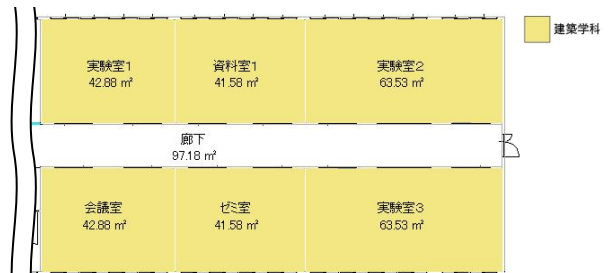 建築学科
実験室1
42.88 m²
資料室1
41.58 m²
実験室2
63.53 m²
廊下
97.18 m²
会議室
42.88 m²
ゼミ室
41.58 m²
実験室3
63.53 m²